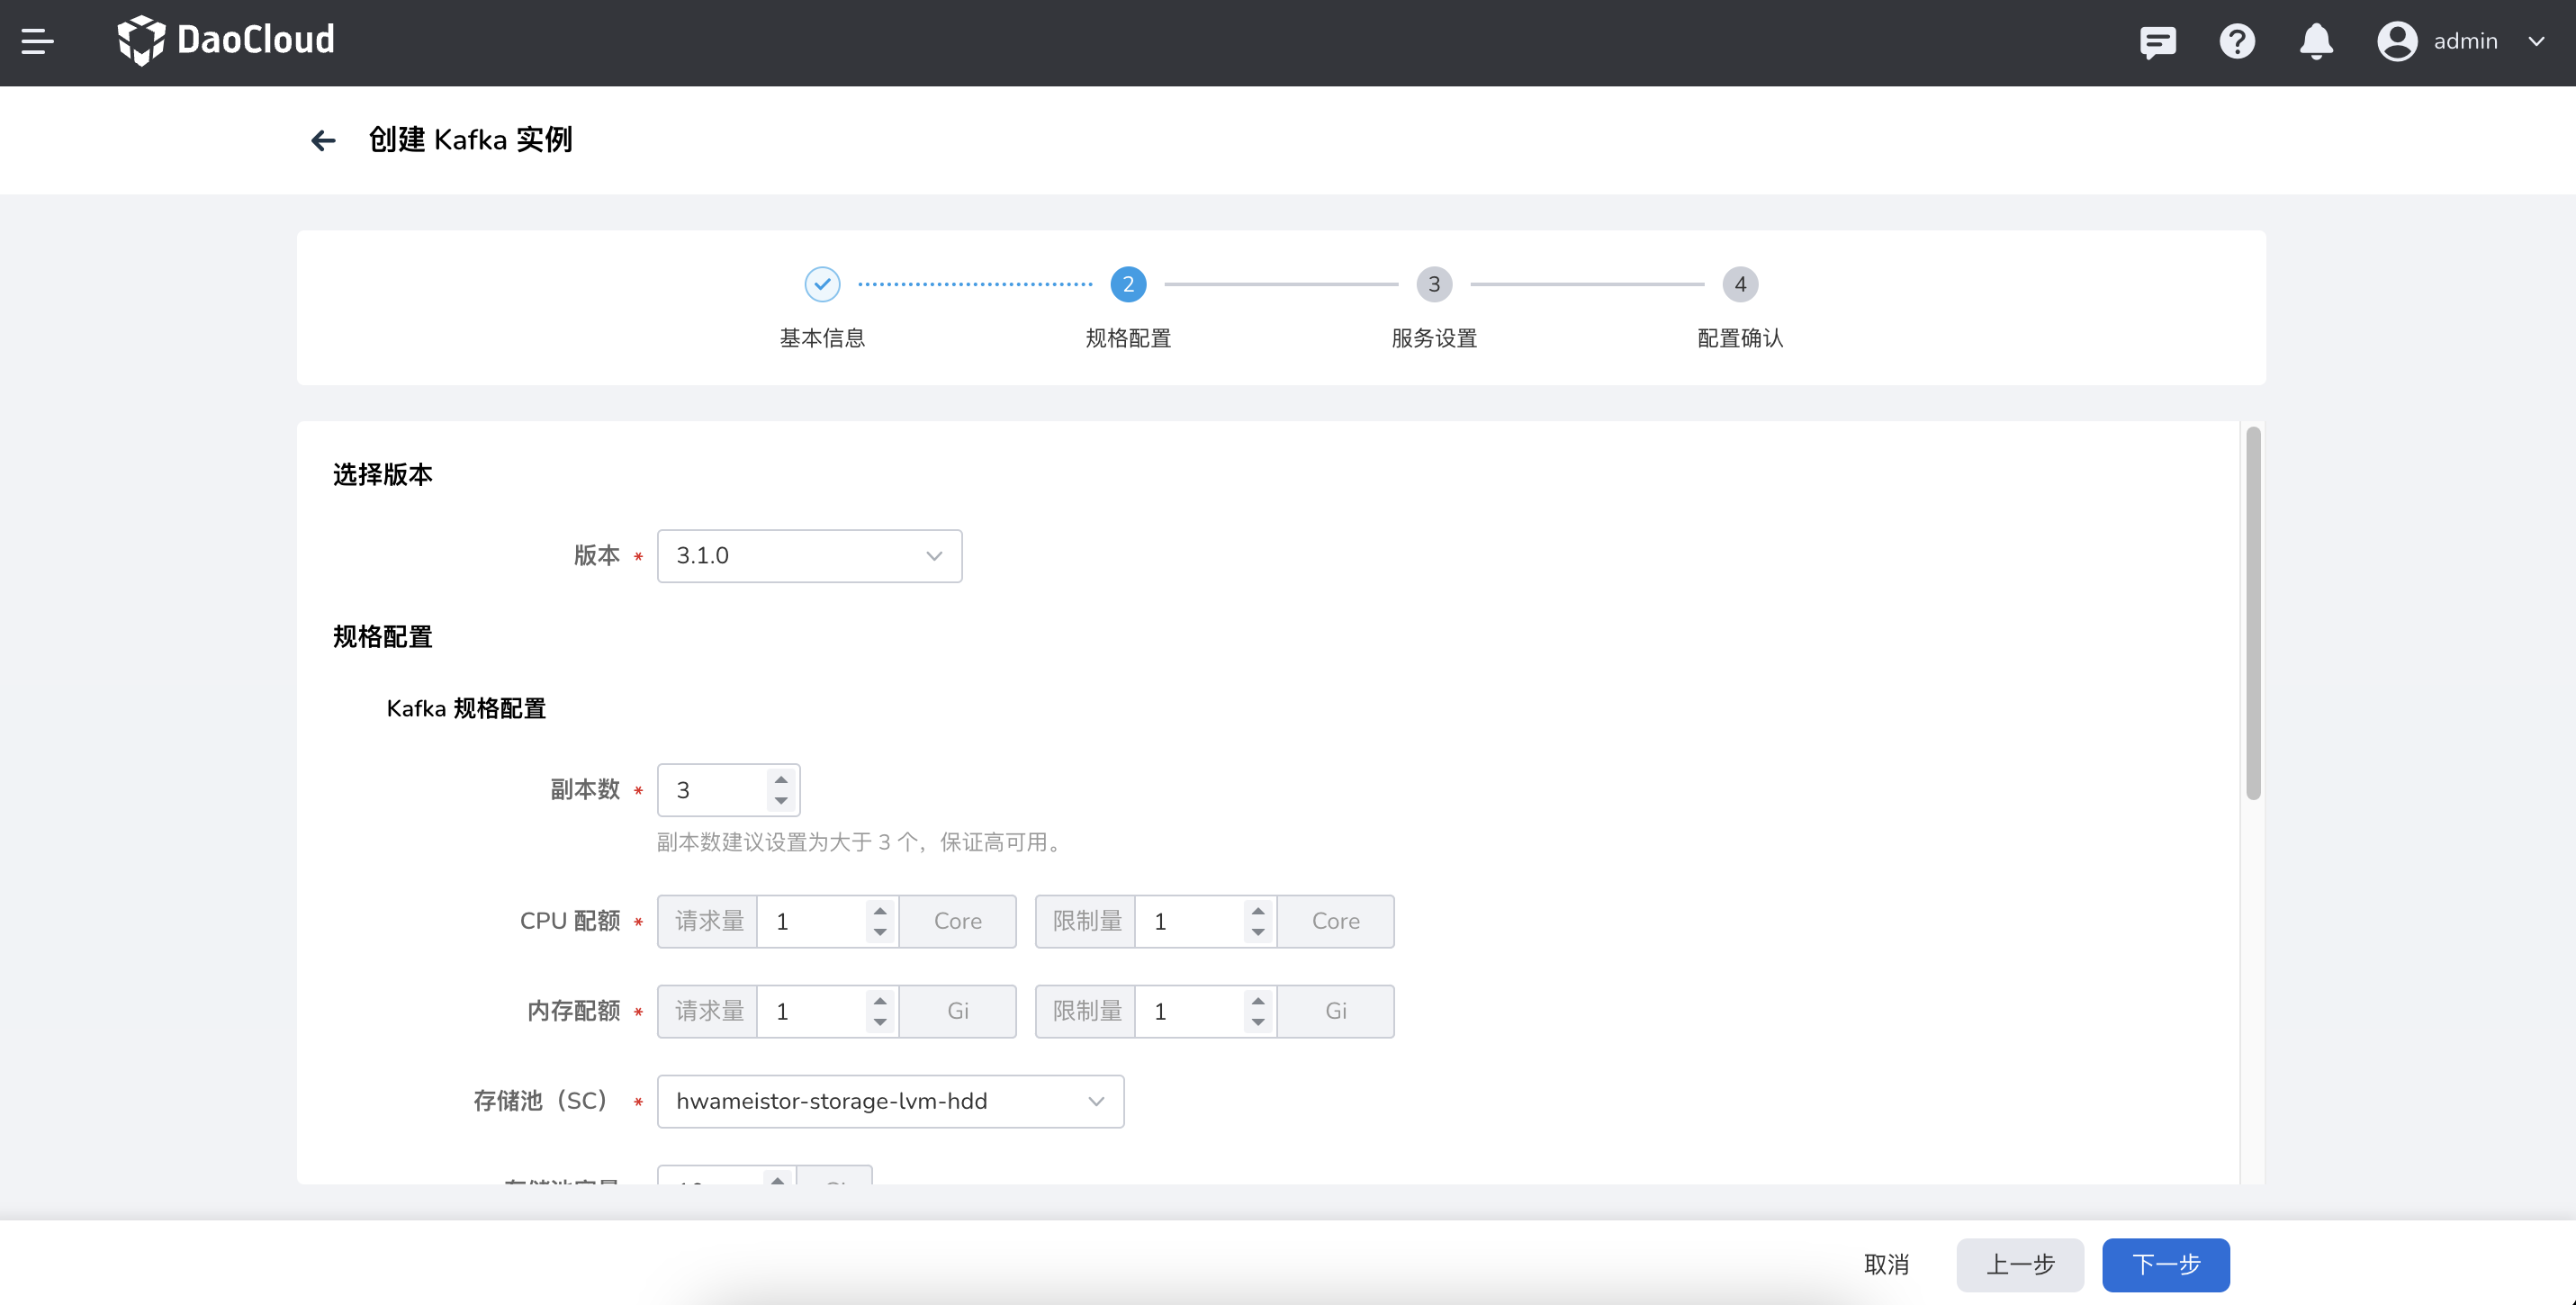 DaoCloud
admin
创建 Kafka 实例
2
3
4
基本信息
规格配置
服务设置
配置确认
选择版本
版本 * 3.1.0
规格配置
Kafka 规格配置
副本数 * 3
副本数建议设置为大于 3 个，保证高可用。
CPU 配额 * 请求量 1 Core 限制量 1 Core
内存配额 * 请求量 1 Gi 限制量 1 Gi
存储池（SC） * hwameistor-storage-lvm-hdd
取消
上一步
下一步